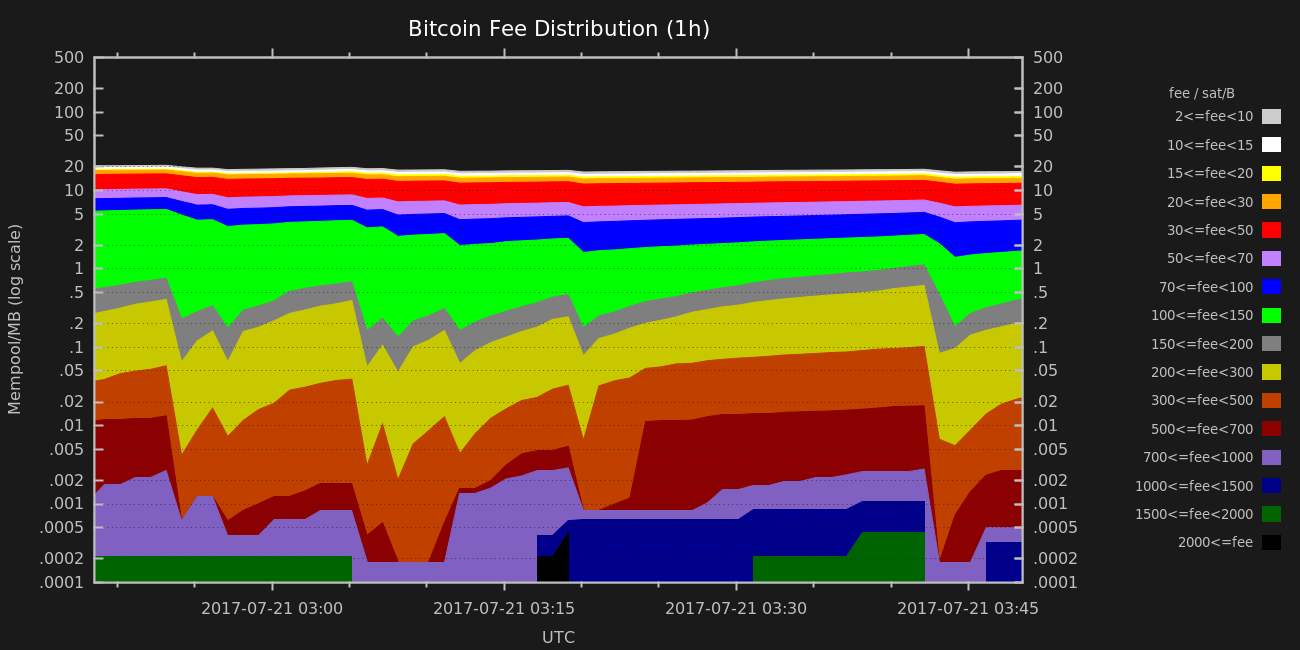 Bitcoin Fee Distribution (1h)
Mempool/MB (log scale)
500
200
100
50
20
10
5
2
1
.5
.2
.1
.05
.02
.01
.005
.002
.001
.0005
.0002
.0001
500
200
100
50
20
10
5
2
1
.5
.2
.1
.05
.02
.01
.005
.002
.001
.0005
.0002
.0001
2017-07-21 03:00
2017-07-21 03:15
2017-07-21 03:30
2017-07-21 03:45
UTC
fee / sat/B
2<=fee<10
10<=fee<15
15<=fee<20
20<=fee<30
30<=fee<50
50<=fee<70
70<=fee<100
100<=fee<150
150<=fee<200
200<=fee<300
300<=fee<500
500<=fee<700
700<=fee<1000
1000<=fee<1500
1500<=fee<2000
2000<=fee